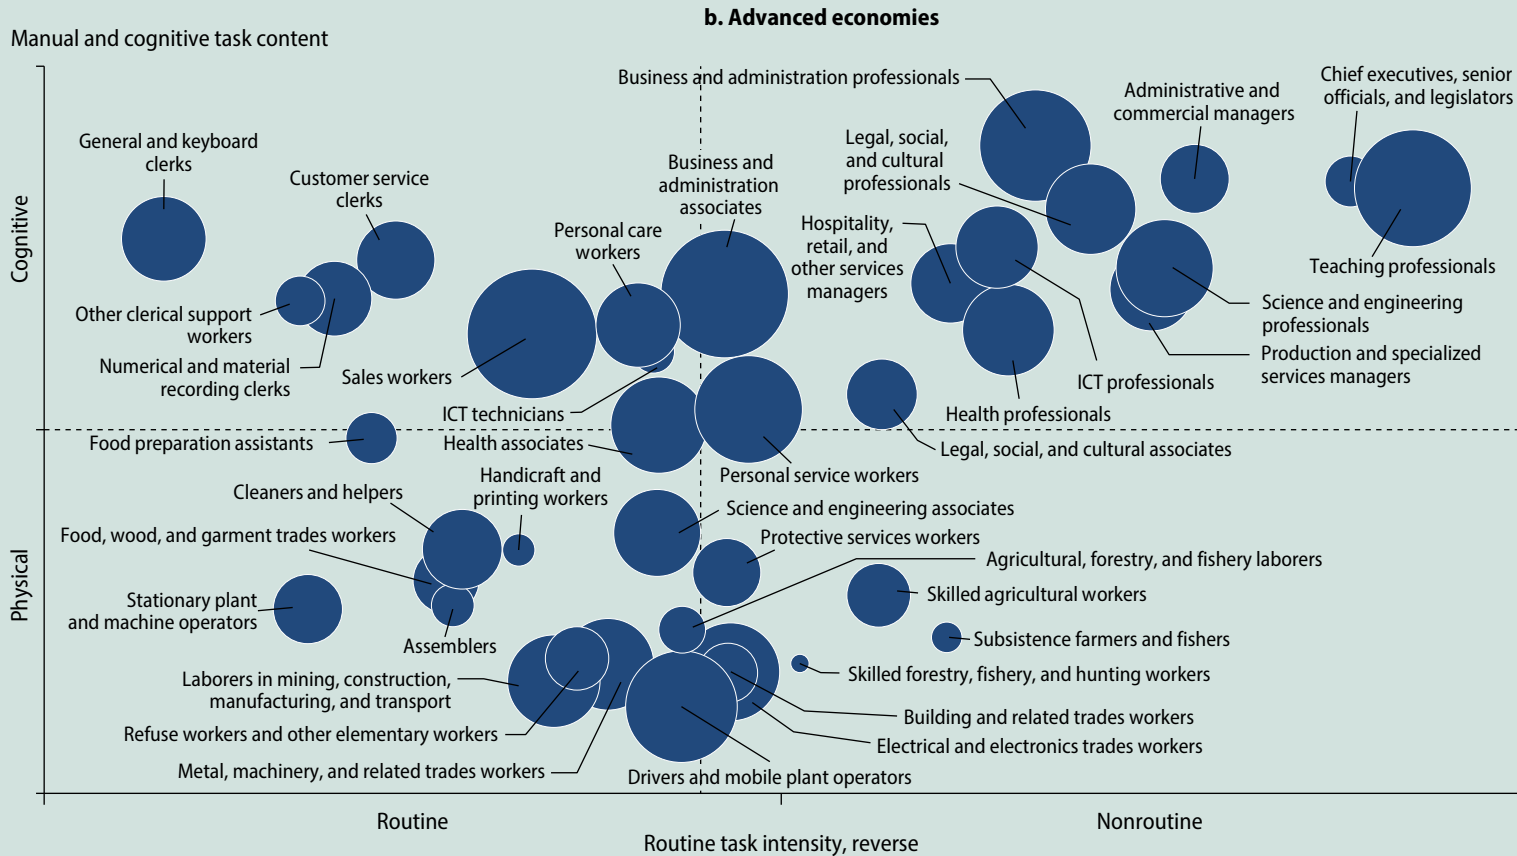 b. Advanced economies
Manual and cognitive task content
Business and administration professionals
Chief executives, senior
officials, and legislators
Administrative and
commercial managers
General and keyboard
clerks
Legal, social,
and cultural
professionals
Business and
administration
associates
Customer service
clerks
Personal care
workers
Hospitality,
retail, and
other services
managers
Cognitive
Teaching professionals
Science and engineering
professionals
Other clerical support
workers
Production and specialized
services managers
Numerical and material
recording clerks
Sales workers
ICT professionals
ICT technicians
Health professionals
Food preparation assistants
Health associates
Legal, social, and cultural associates
Personal service workers
Handicraft and
printing workers
Cleaners and helpers
Science and engineering associates
Food, wood, and garment trades workers
Protective services workers
Agricultural, forestry, and fishery laborers
Physical
Skilled agricultural workers
Stationary plant
and machine operators
Subsistence farmers and fishers
Assemblers
Skilled forestry, fishery, and hunting workers
Laborers in mining, construction,
manufacturing, and transport
Building and related trades workers
Refuse workers and other elementary workers
Electrical and electronics trades workers
Metal, machinery, and related trades workers
Drivers and mobile plant operators
Routine
Nonroutine
Routine task intensity, reverse